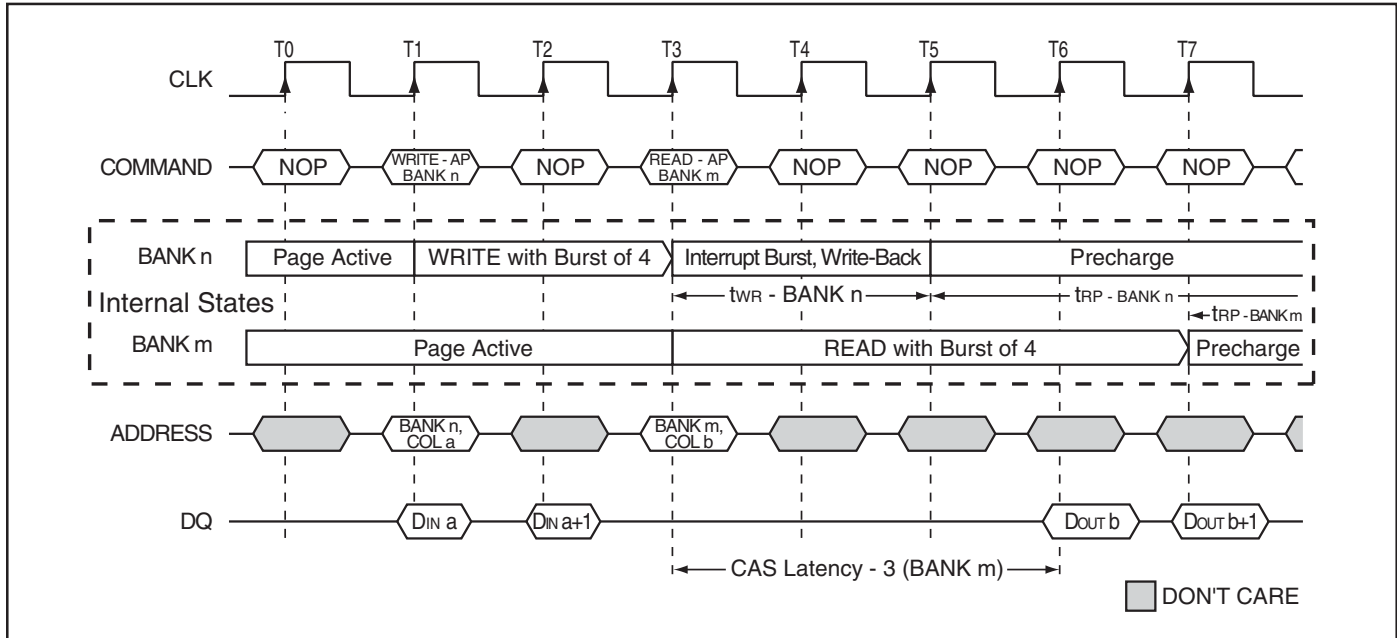 T0 T1 T2 T3 T4 T5 T6 T7
CLK
COMMAND NOP WRITE - AP BANK n NOP READ - AP BANK m NOP NOP NOP NOP
BANK n Page Active WRITE with Burst of 4 Interrupt Burst, Write-Back Precharge
Internal States tWR - BANK n tRP - BANK n
tRP - BANK m
BANK m Page Active READ with Burst of 4 Precharge
ADDRESS BANK n, COL a BANK m, COL b
DQ DIN a DIN a+1 DOUT b DOUT b+1
CAS Latency - 3 (BANK m)
DON'T CARE